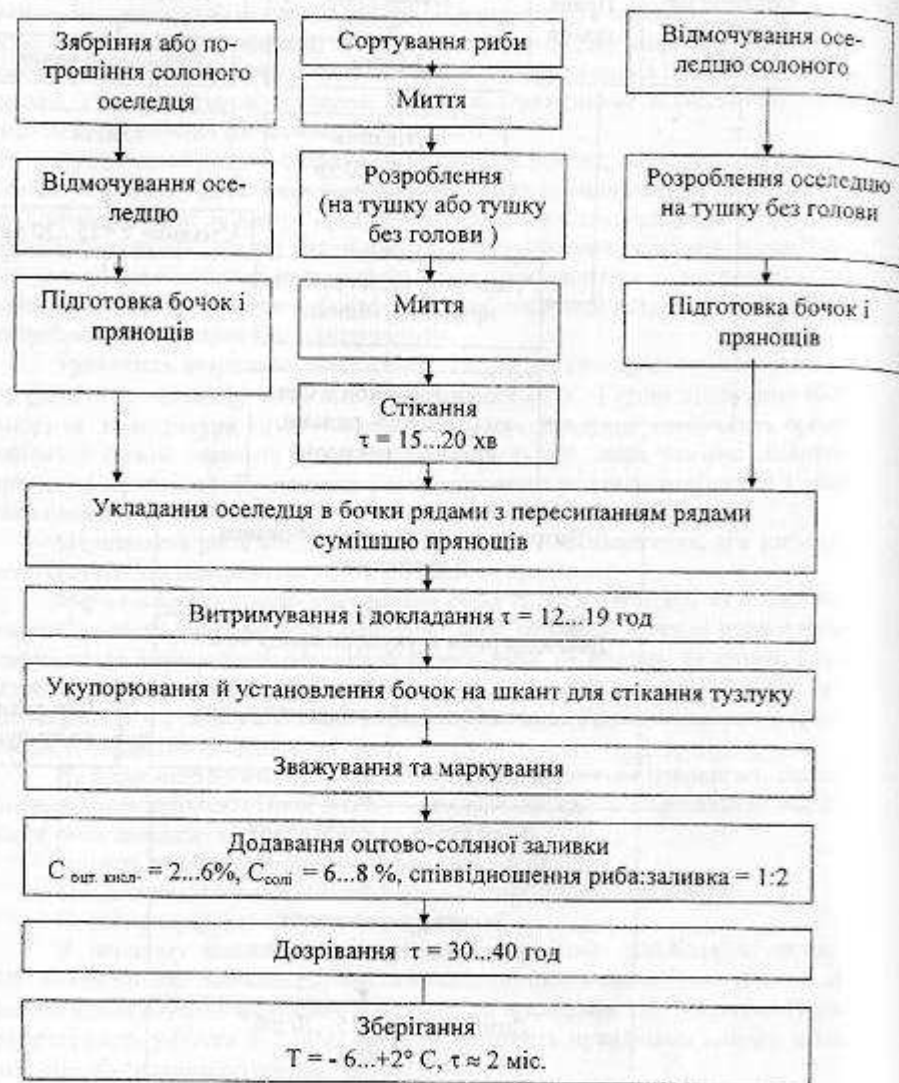 Зябріння або по-
трошіння солоного
оселедця
Відмочування осе-
ледцю
Підготовка бочок і
прянощів
Сортування риби
Миття
Розроблення
(на тушку або тушку
без голови )
Миття
Стікання
τ = 15...20 хв
Відмочування осе-
ледцю солоного
Розроблення оселедцю
на тушку без голови
Підготовка бочок і
прянощів
Укладання оселедця в бочки рядами з пересипанням рядами
сумішшю прянощів
Витримування і докладання τ = 12...19 год
Укупорювання й установлення бочок на шкант для стікання тузлуку
Зважування та маркування
Додавання оцтово-соляної заливки
C оцт. кисл. = 2...6%, Cсолі = 6...8 %, співвідношення риба:заливка = 1:2
Дозрівання τ = 30...40 год
Зберігання
T = - 6...+2° C, τ ≈ 2 міс.